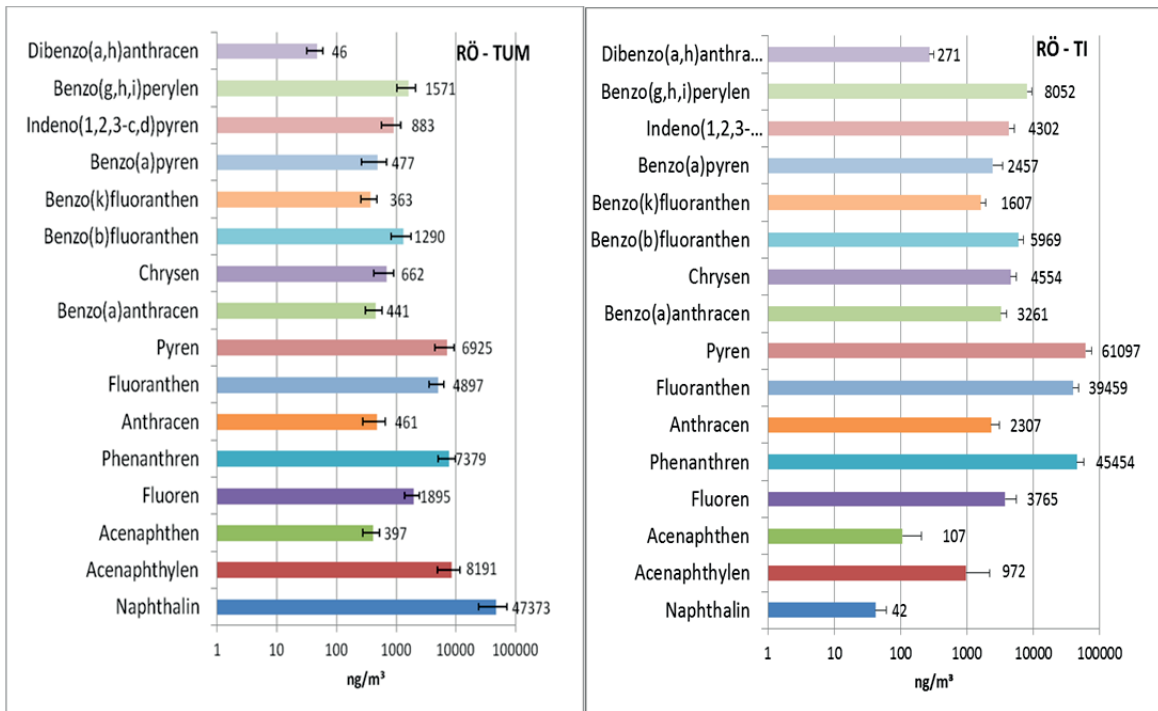 RÖ - TUM
Dibenzo(a,h)anthracen 46
Benzo(g,h,i)perylen 1571
Indeno(1,2,3-c,d)pyren 883
Benzo(a)pyren 477
Benzo(k)fluoranthen 363
Benzo(b)fluoranthen 1290
Chrysen 662
Benzo(a)anthracen 441
Pyren 6925
Fluoranthen 4897
Anthracen 461
Phenanthren 7379
Fluoren 1895
Acenaphthen 397
Acenaphthylen 8191
Naphthalin 47373
1 10 100 1000 10000 100000
ng/m³
RÖ - TI
Dibenzo(a,h)anthra... 271
Benzo(g,h,i)perylen 8052
Indeno(1,2,3-... 4302
Benzo(a)pyren 2457
Benzo(k)fluoranthen 1607
Benzo(b)fluoranthen 5969
Chrysen 4554
Benzo(a)anthracen 3261
Pyren 61097
Fluoranthen 39459
Anthracen 2307
Phenanthren 45454
Fluoren 3765
Acenaphthen 107
Acenaphthylen 972
Naphthalin 42
1 10 100 1000 10000 100000
ng/m³